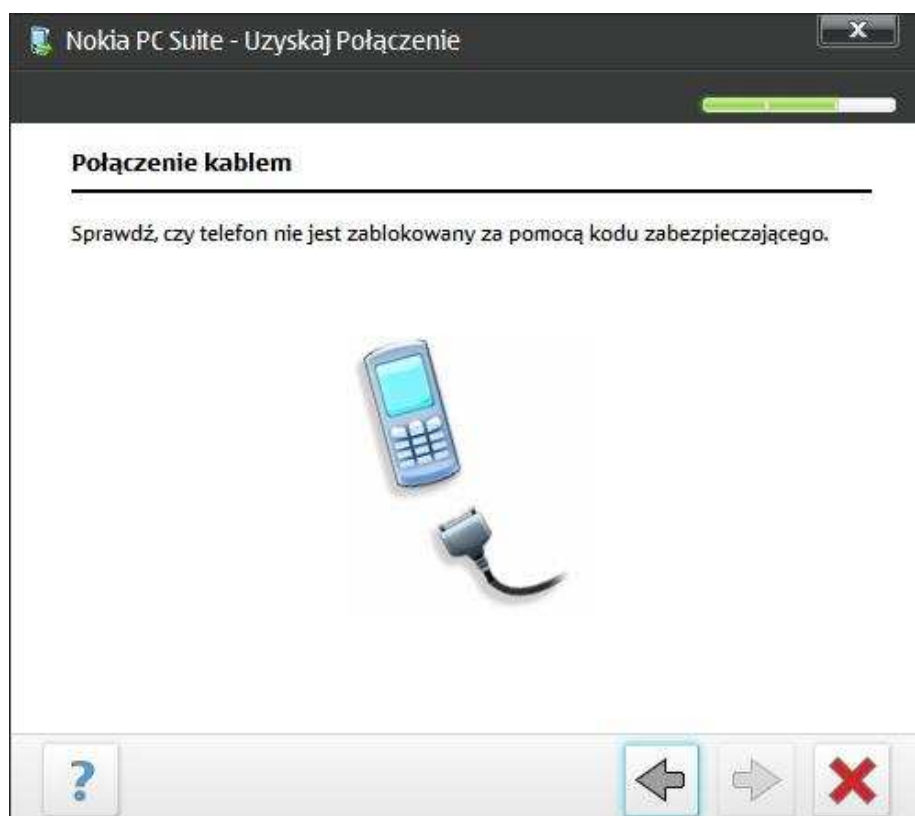 Nokia PC Suite - Uzyskaj Połączenie
Połączenie kablem
Sprawdź, czy telefon nie jest zablokowany za pomocą kodu zabezpieczającego.